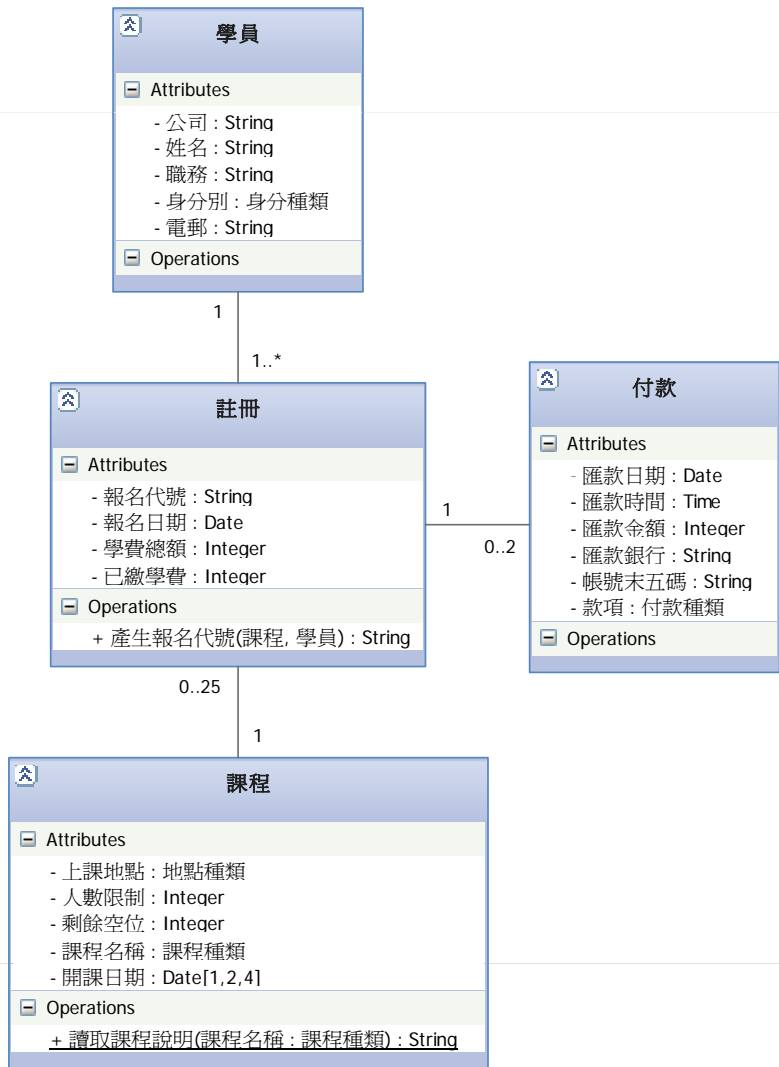 學員
Attributes
- 公司 : String
- 姓名 : String
- 職務 : String
- 身分別 : 身分種類
- 電郵 : String
Operations
1
1..*
註冊
Attributes
- 報名代號 : String
- 報名日期 : Date
- 學費總額 : Integer
- 已繳學費 : Integer
Operations
+ 產生報名代號(課程, 學員) : String
1
0..2
付款
Attributes
- 匯款日期 : Date
- 匯款時間 : Time
- 匯款金額 : Integer
- 匯款銀行 : String
- 帳號末五碼 : String
- 款項 : 付款種類
Operations
0..25
1
課程
Attributes
- 上課地點 : 地點種類
- 人數限制 : Integer
- 剩餘空位 : Integer
- 課程名稱 : 課程種類
- 開課日期 : Date[1,2,4]
Operations
+ 讀取課程說明(課程名稱 : 課程種類) : String